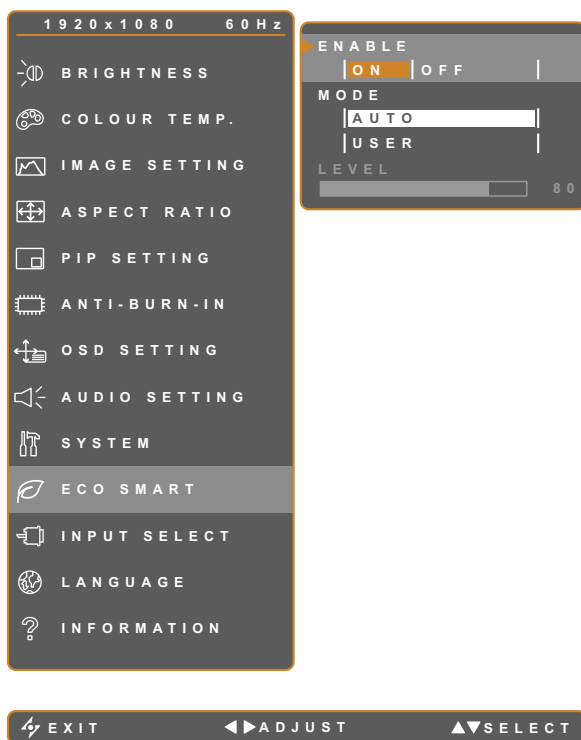 1920x1080 60Hz
BRIGHTNESS
COLOUR TEMP.
IMAGE SETTING
ASPECT RATIO
PIP SETTING
ANTI-BURN-IN
OSD SETTING
AUDIO SETTING
SYSTEM
ECO SMART
INPUT SELECT
LANGUAGE
INFORMATION
ENABLE
ON OFF
MODE
AUTO
USER
LEVEL
80
EXIT ADJUST SELECT